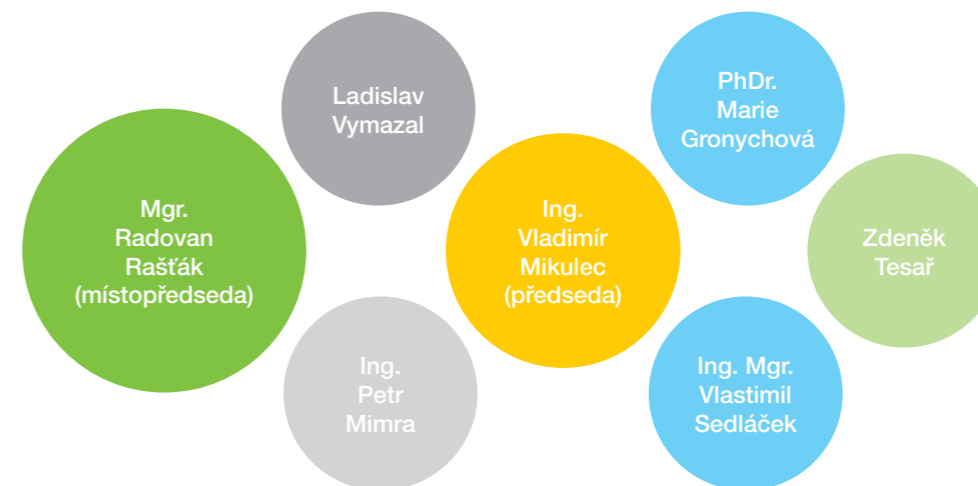 Mgr.
Radovan
Rašťák
(místopředseda)
Ladislav
Vymazal
Ing.
Petr
Mimra
Ing.
Vladimír
Mikulec
(předseda)
PhDr.
Marie
Gronychová
Ing. Mgr.
Vlastimil
Sedláček
Zdeněk
Tesař